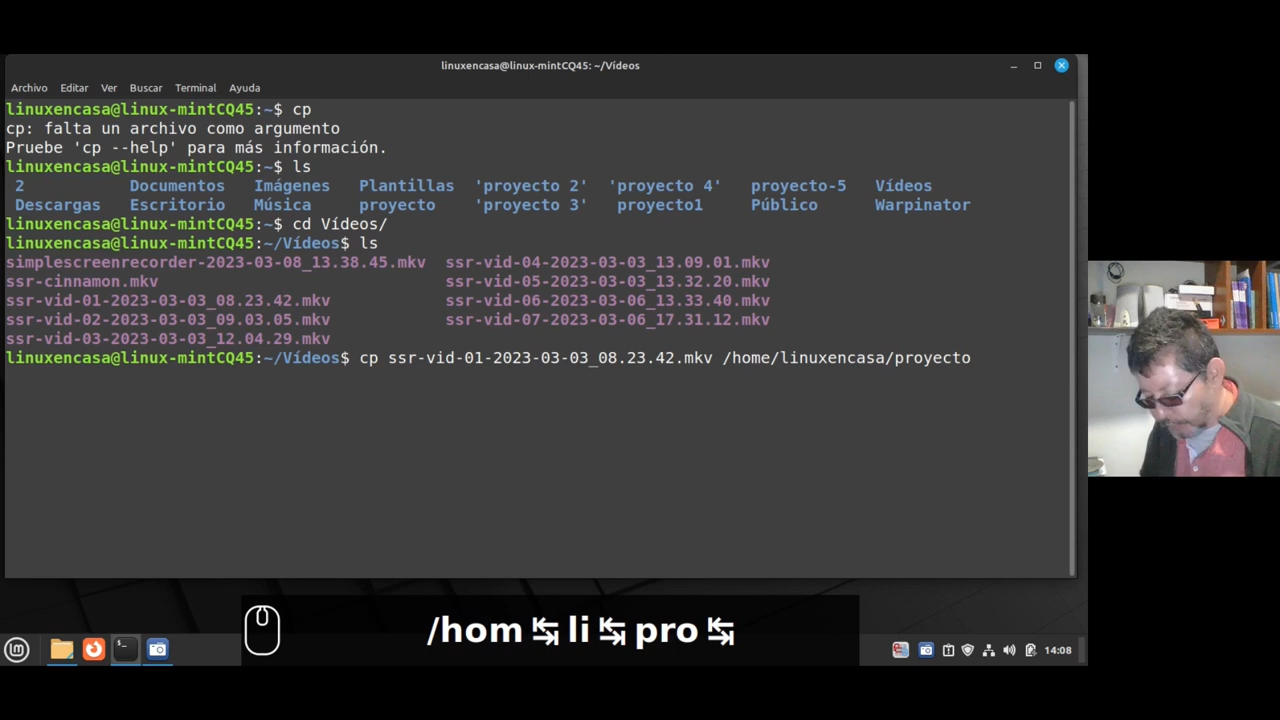 linuxencasa@linux-mintCQ45: ~/Vídeos
Archivo Editar Ver Buscar Terminal Ayuda
linuxencasa@linux-mintCQ45:~$ cp
cp: falta un archivo como argumento
Pruebe 'cp --help' para más información.
linuxencasa@linux-mintCQ45:~$ ls
2 Documentos Imágenes Plantillas 'proyecto 2' 'proyecto 4' proyecto-5 Vídeos
Descargas Escritorio Música proyecto 'proyecto 3' proyecto1 Público Warpinator
linuxencasa@linux-mintCQ45:~$ cd Vídeos/
linuxencasa@linux-mintCQ45:~/Vídeos$ ls
simplescreenrecorder-2023-03-08_13.38.45.mkv ssr-vid-04-2023-03-03_13.09.01.mkv
ssr-cinnamon.mkv ssr-vid-05-2023-03-03_13.32.20.mkv
ssr-vid-01-2023-03-03_08.23.42.mkv ssr-vid-06-2023-03-06_13.33.40.mkv
ssr-vid-02-2023-03-03_09.03.05.mkv ssr-vid-07-2023-03-06_17.31.12.mkv
ssr-vid-03-2023-03-03_12.04.29.mkv
linuxencasa@linux-mintCQ45:~/Vídeos$ cp ssr-vid-01-2023-03-03_08.23.42.mkv /home/linuxencasa/proyecto
/hom ↹ li ↹ pro ↹
14:08